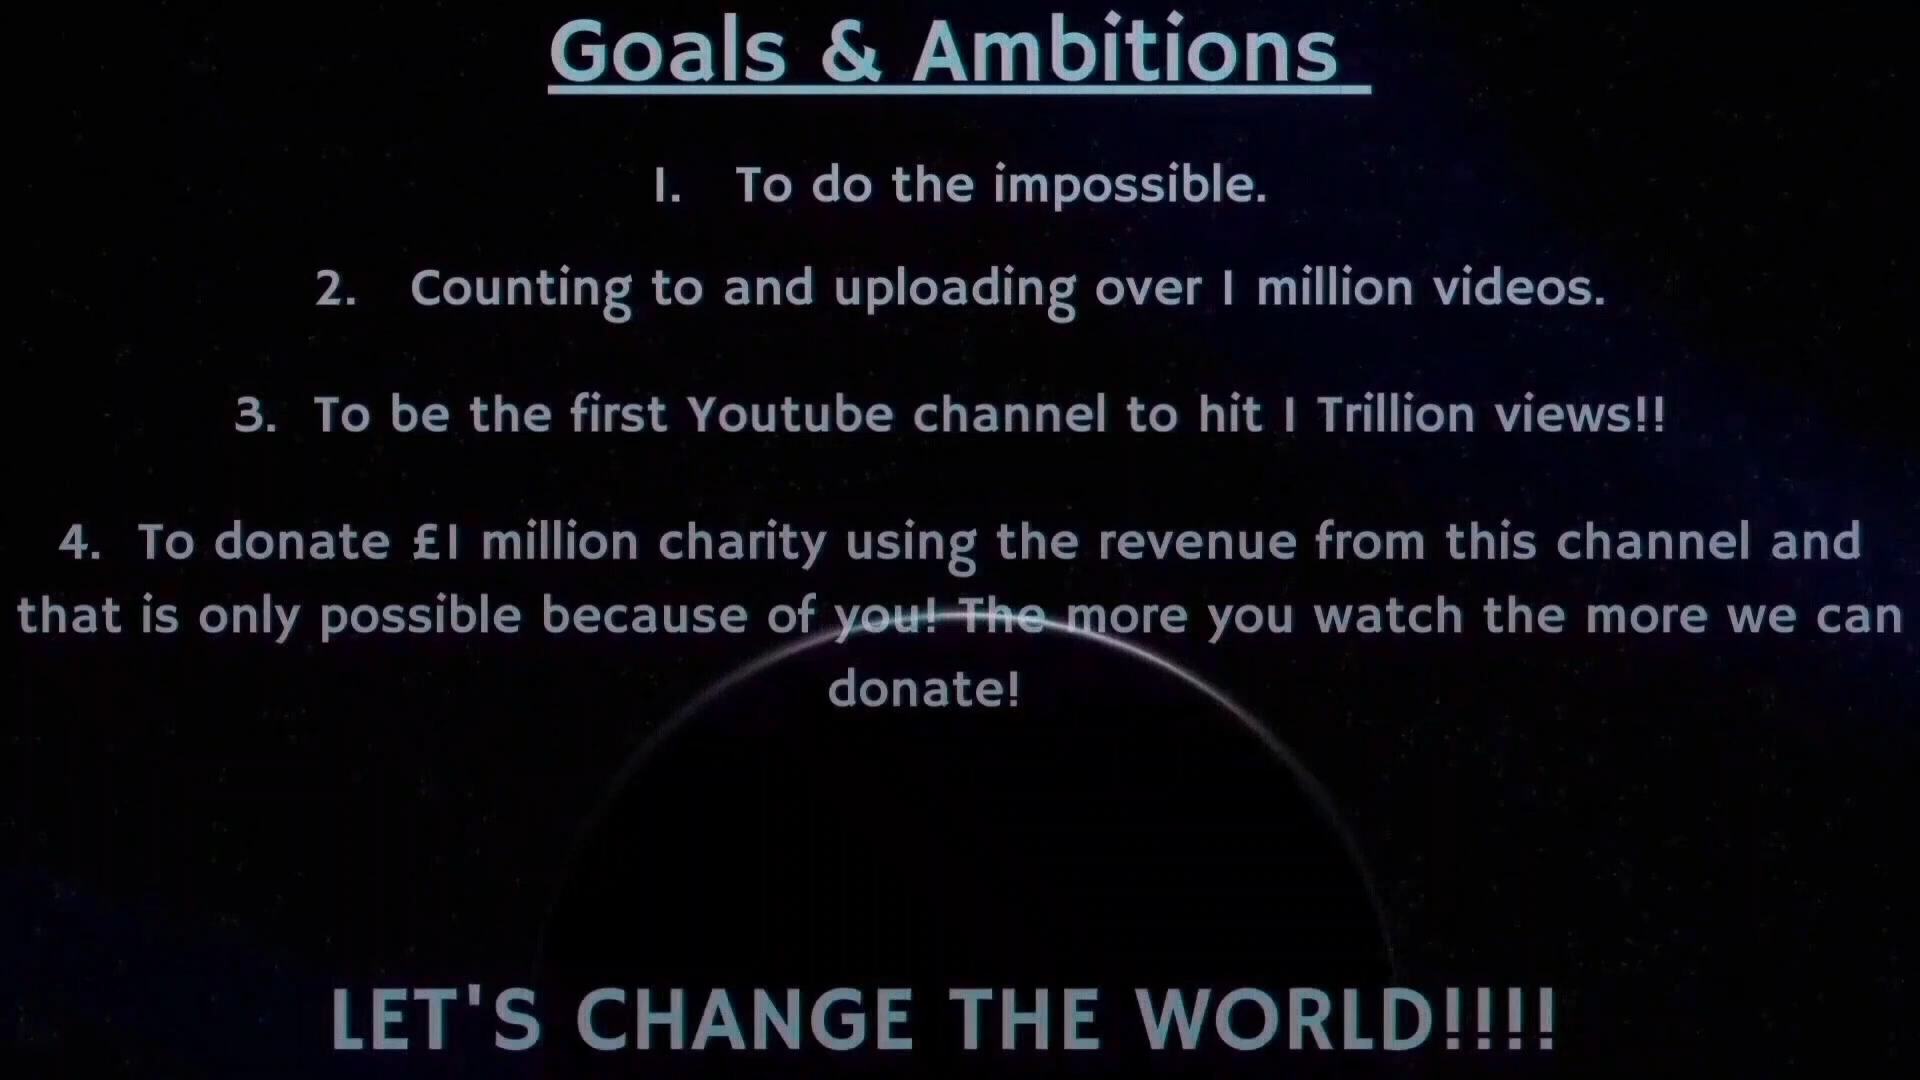 Goals & Ambitions
1. To do the impossible.
2. Counting to and uploading over 1 million videos.
3. To be the first Youtube channel to hit 1 Trillion views!!
4. To donate £1 million charity using the revenue from this channel and
that is only possible because of you! The more you watch the more we can
donate!
LET'S CHANGE THE WORLD!!!!